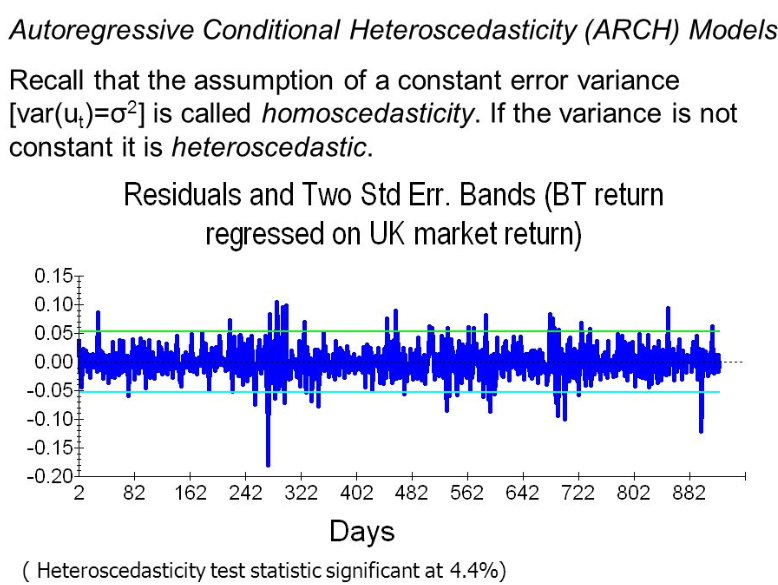 Autoregressive Conditional Heteroscedasticity (ARCH) Models
Recall that the assumption of a constant error variance
[var(uₜ)=σ²] is called homoscedasticity. If the variance is not
constant it is heteroscedastic.
Residuals and Two Std Err. Bands (BT return
regressed on UK market return)
0.15
0.10
0.05
0.00
-0.05
-0.10
-0.15
-0.20
2 82 162 242 322 402 482 562 642 722 802 882
Days
( Heteroscedasticity test statistic significant at 4.4%)